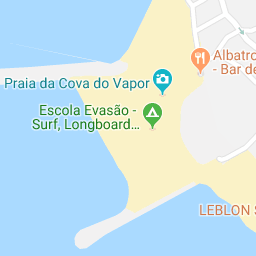 Albatro
- Bar de
Praia da Cova do Vapor
Escola Evasão -
Surf, Longboard...
LEBLON S